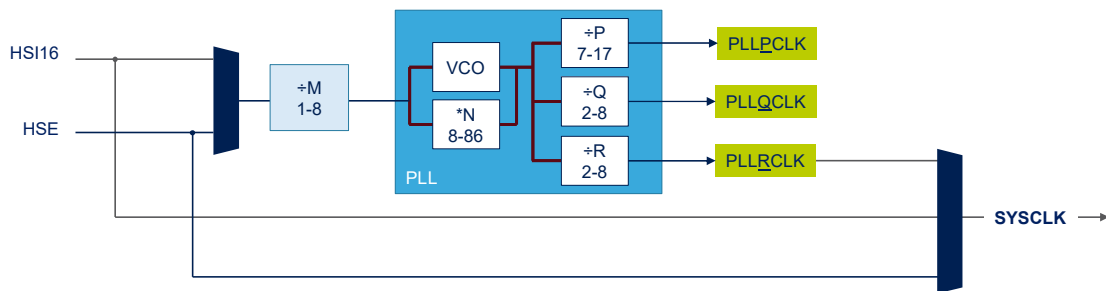 HSI16
HSE
÷M
1-8
VCO
*N
8-86
PLL
÷P
7-17
÷Q
2-8
÷R
2-8
PLLPCLK
PLLQCLK
PLLRCLK
SYSCLK